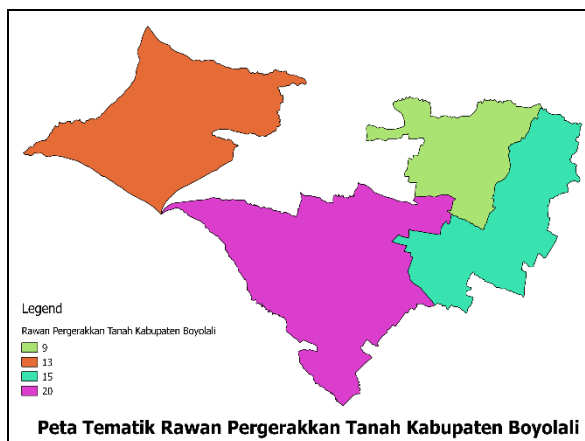 Legend
Rawan Pergerakkan Tanah Kabupaten Boyolali
9
13
15
20
Peta Tematik Rawan Pergerakkan Tanah Kabupaten Boyolali